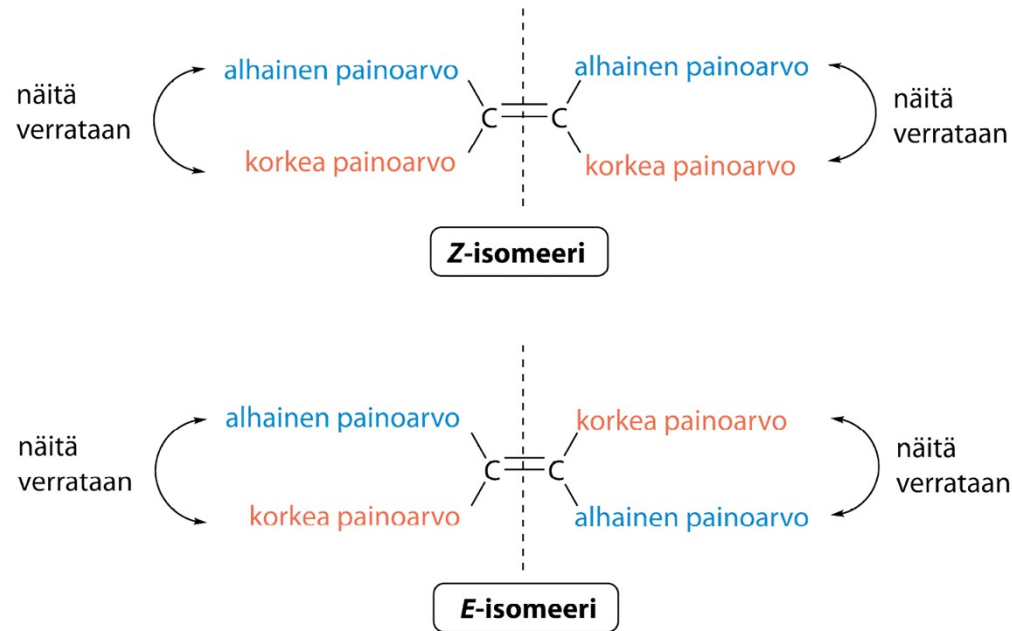 alhainen painoarvo
alhainen painoarvo
näitä
verrataan
C
C
näitä
verrataan
korkea painoarvo
korkea painoarvo
Z-isomeeri
alhainen painoarvo
korkea painoarvo
näitä
verrataan
C
C
näitä
verrataan
korkea painoarvo
alhainen painoarvo
E-isomeeri